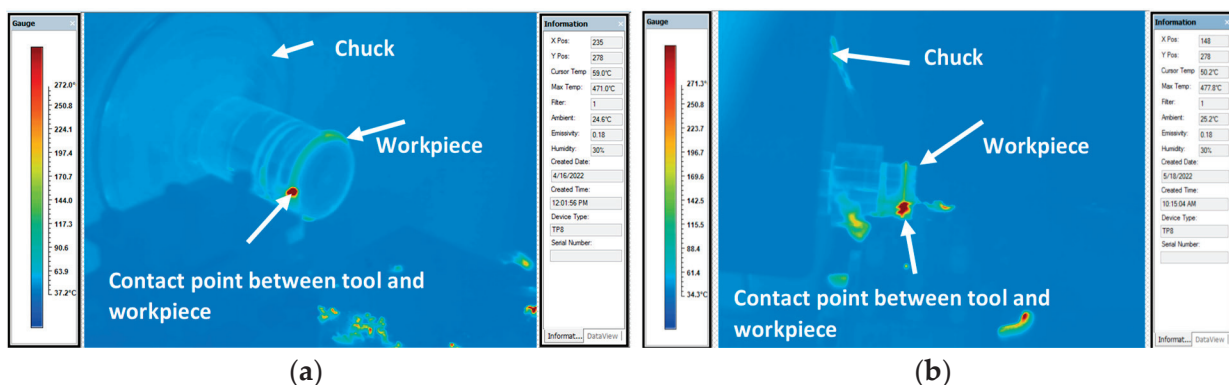 Gauge
272.0°
250.8
224.1
197.4
170.7
144.0
117.3
90.6
63.9
37.2°C
Chuck
Workpiece
Contact point between tool and
workpiece
Information
X Pos: 235
Y Pos: 278
Cursor Temp 59.0°C
Max Temp: 471.0°C
Filter: 1
Ambient: 24.6°C
Emissivity: 0.18
Humidity: 30%
Created Date:
4/16/2022
Created Time:
12:01:56 PM
Device Type:
TP8
Serial Number:
Informat... DataView
(a)
Gauge
271.3°
250.8
223.7
196.7
169.6
142.5
115.5
88.4
61.4
34.3°C
Chuck
Workpiece
Contact point between tool and
workpiece
Information
X Pos: 148
Y Pos: 278
Cursor Temp 50.2°C
Max Temp: 477.8°C
Filter: 1
Ambient: 25.2°C
Emissivity: 0.18
Humidity: 30%
Created Date:
5/18/2022
Created Time:
10:15:04 AM
Device Type:
TP8
Serial Number:
Informat... DataView
(b)